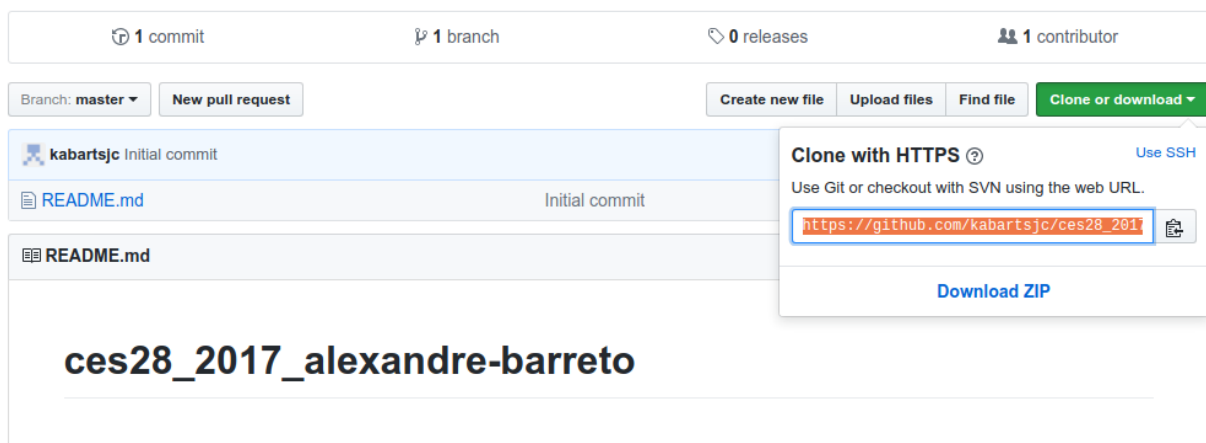 1 commit
1 branch
0 releases
1 contributor
Branch: master
New pull request
Create new file
Upload files
Find file
Clone or download
kabartsjc Initial commit
Clone with HTTPS ?
Use SSH
Use Git or checkout with SVN using the web URL.
README.md
Initial commit
https://github.com/kabartsjc/ces28_2017
README.md
Download ZIP
ces28_2017_alexandre-barreto